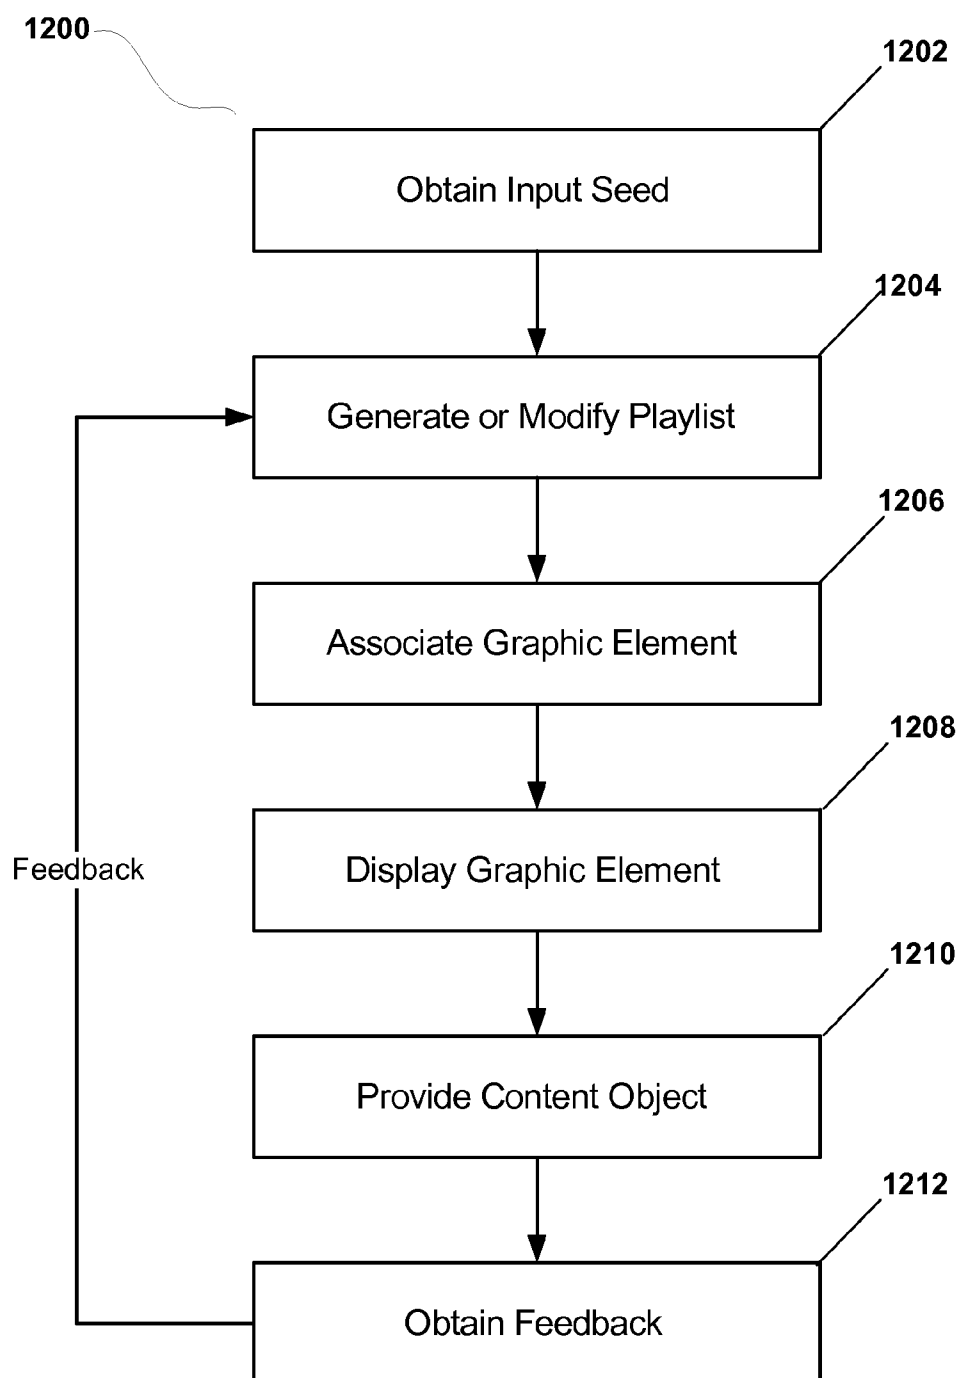 1200
1202
Obtain Input Seed
1204
Generate or Modify Playlist
1206
Associate Graphic Element
1208
Display Graphic Element
Feedback
1210
Provide Content Object
1212
Obtain Feedback